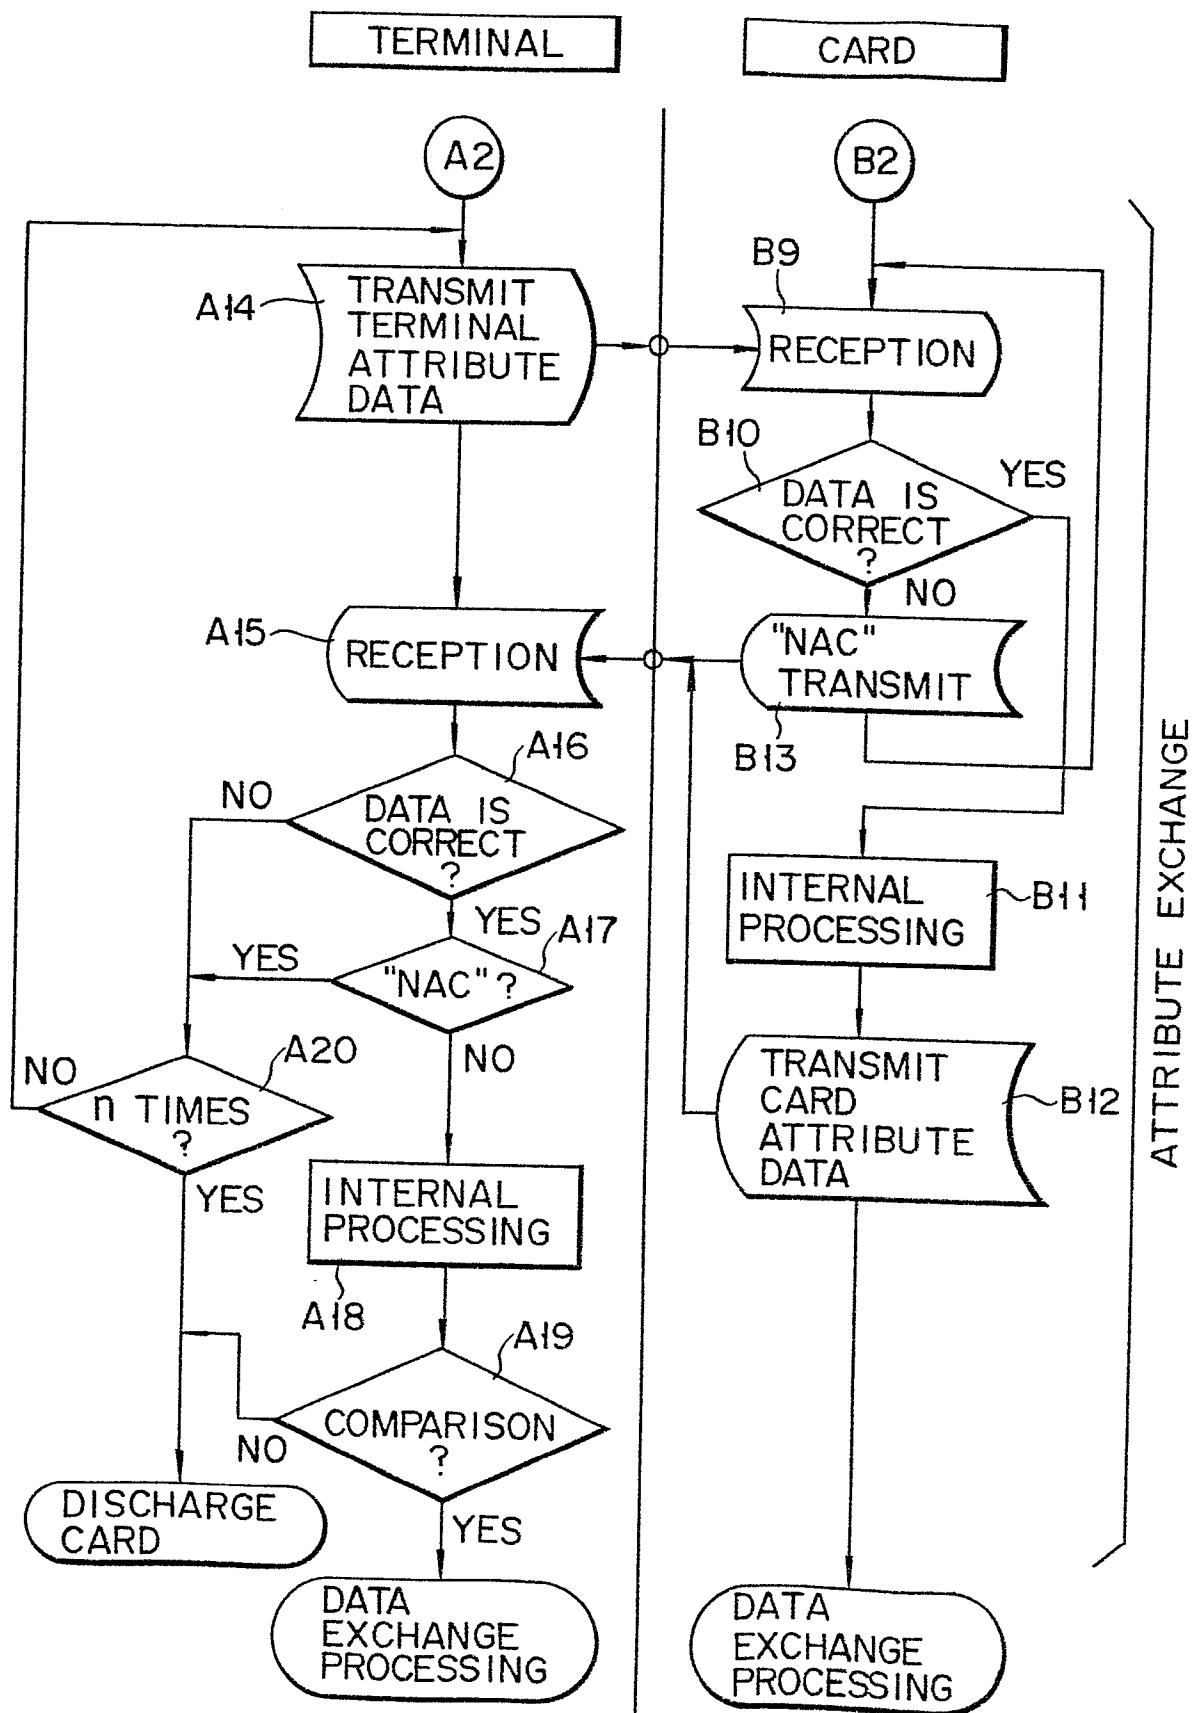 TERMINAL
CARD
A2
B2
A14
TRANSMIT
TERMINAL
ATTRIBUTE
DATA
B9
RECEPTION
B10
YES
DATA IS
CORRECT
?
NO
A15
RECEPTION
"NAC"
TRANSMIT
B13
A16
NO
DATA IS
CORRECT
?
YES
INTERNAL
PROCESSING
B11
A17
YES
"NAC"?
NO
A20
NO
n TIMES
?
YES
TRANSMIT
CARD
ATTRIBUTE
DATA
B12
INTERNAL
PROCESSING
A18
A19
COMPARISON
?
NO
YES
DISCHARGE
CARD
DATA
EXCHANGE
PROCESSING
DATA
EXCHANGE
PROCESSING
ATTRIBUTE EXCHANGE